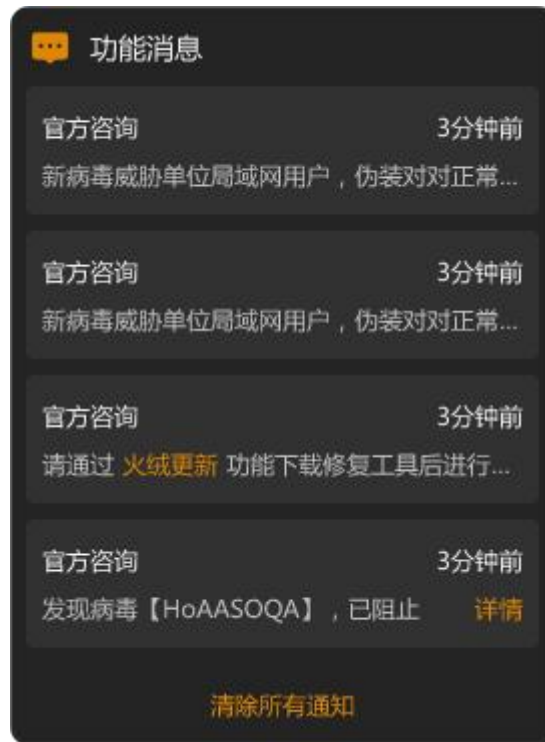 功能消息
官方咨询 3分钟前
新病毒威胁单位局域网用户，伪装对对正常...
官方咨询 3分钟前
新病毒威胁单位局域网用户，伪装对对正常...
官方咨询 3分钟前
请通过 火绒更新 功能下载修复工具后进行...
官方咨询 3分钟前
发现病毒【HoAASOQA】，已阻止 详情
清除所有通知